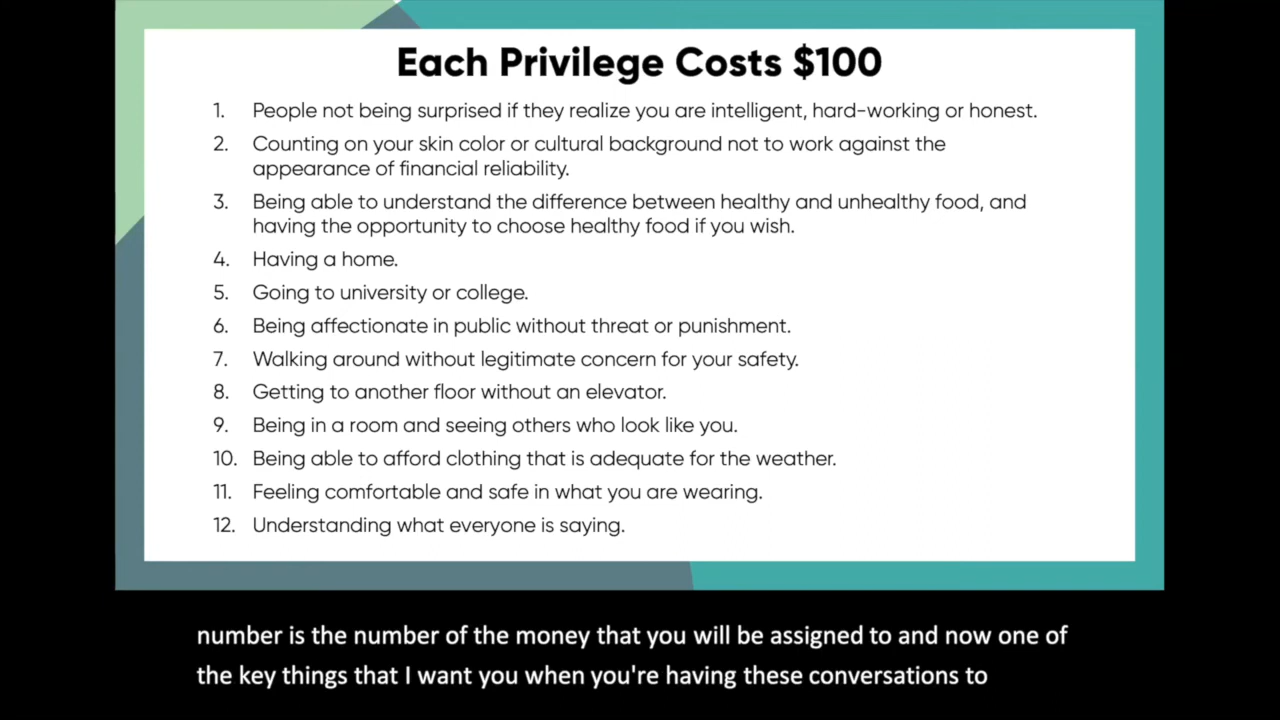 Each Privilege Costs $100
1. People not being surprised if they realize you are intelligent, hard-working or honest.
2. Counting on your skin color or cultural background not to work against the
appearance of financial reliability.
3. Being able to understand the difference between healthy and unhealthy food, and
having the opportunity to choose healthy food if you wish.
4. Having a home.
5. Going to university or college.
6. Being affectionate in public without threat or punishment.
7. Walking around without legitimate concern for your safety.
8. Getting to another floor without an elevator.
9. Being in a room and seeing others who look like you.
10. Being able to afford clothing that is adequate for the weather.
11. Feeling comfortable and safe in what you are wearing.
12. Understanding what everyone is saying.
number is the number of the money that you will be assigned to and now one of
the key things that I want you when you're having these conversations to